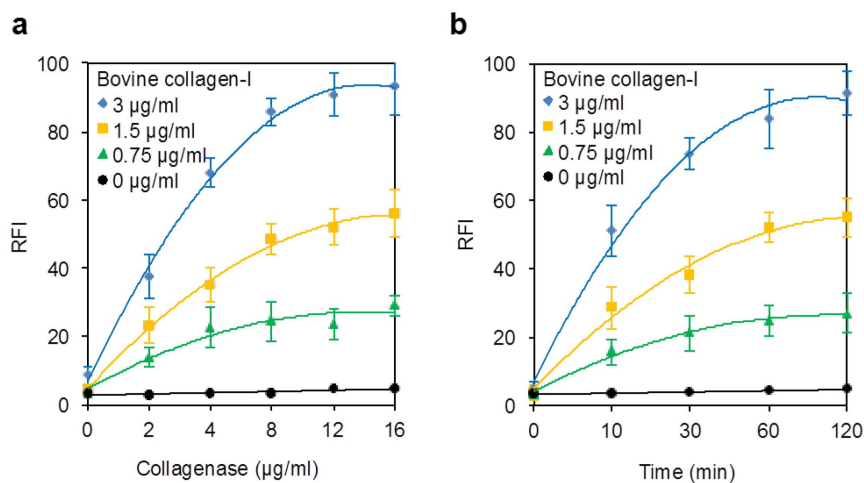 a
100
80
60
40
20
0
RFI
Bovine collagen-I
3 µg/ml
1.5 µg/ml
0.75 µg/ml
0 µg/ml
0 2 4 8 12 16
Collagenase (µg/ml)
b
100
80
60
40
20
0
RFI
Bovine collagen-I
3 µg/ml
1.5 µg/ml
0.75 µg/ml
0 µg/ml
0 10 30 60 120
Time (min)